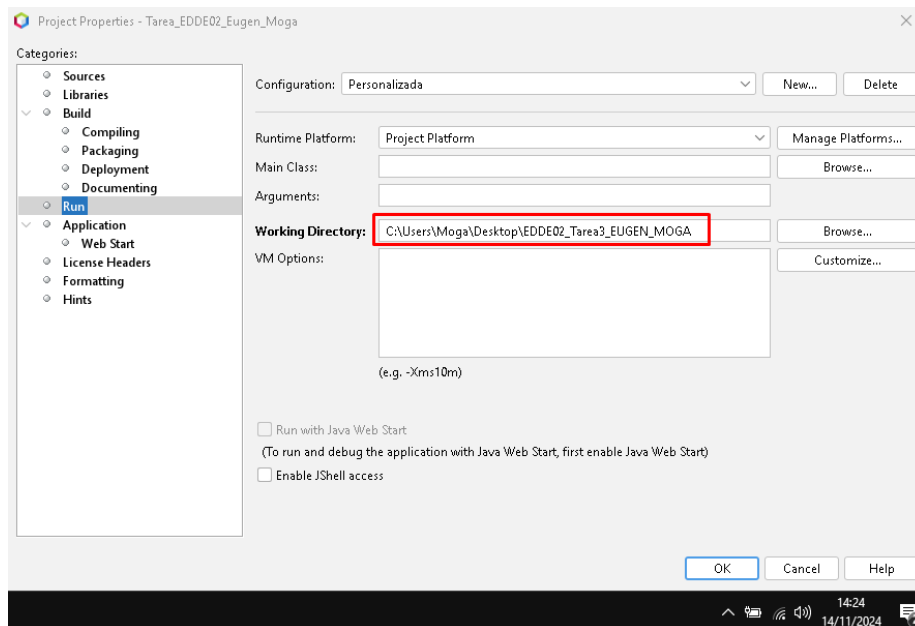 Project Properties - Tarea_EDDE02_Eugen_Moga
Categories:
Sources
Libraries
Build
Compiling
Packaging
Deployment
Documenting
Run
Application
Web Start
License Headers
Formatting
Hints
Configuration: Personalizada New... Delete
Runtime Platform: Project Platform Manage Platforms...
Main Class: Browse...
Arguments:
Working Directory: C:\Users\Moga\Desktop\EDDE02_Tarea3_EUGEN_MOGA Browse...
VM Options: Customize...
(e.g. -Xms10m)
Run with Java Web Start
(To run and debug the application with Java Web Start, first enable Java Web Start)
Enable JShell access
OK Cancel Help
14:24
14/11/2024